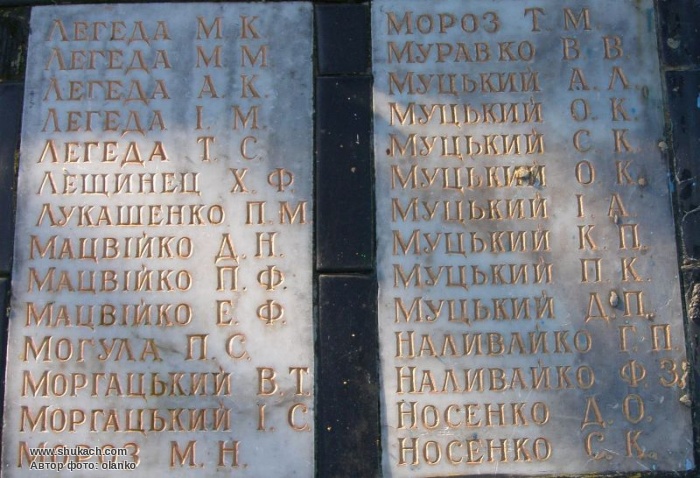 Легеда М. К.
Легеда М. М.
Легеда А. К.
Легеда І. М.
Легеда Т. С.
Лещинец Х. Ф.
Лукашенко П. М
Мацвійко Д. Н.
Мацвійко П. Ф.
Мацвійко Е. Ф.
Могула П. С.
Моргацький В. Т.
Моргацький І. С.
Мороз М. Н.
Мороз Т. М.
Муравко В. В.
Муцький А. Л.
Муцький О. К.
Муцький С. К.
Муцький О. К.
Муцький І. А.
Муцький К. П.
Муцький П. К.
Муцький Д. П.
Наливайко Г. П.
Наливайко Ф. З.
Носенко Д. О.
Носенко С. К.
www.shukach.com
Автор фото: olanko